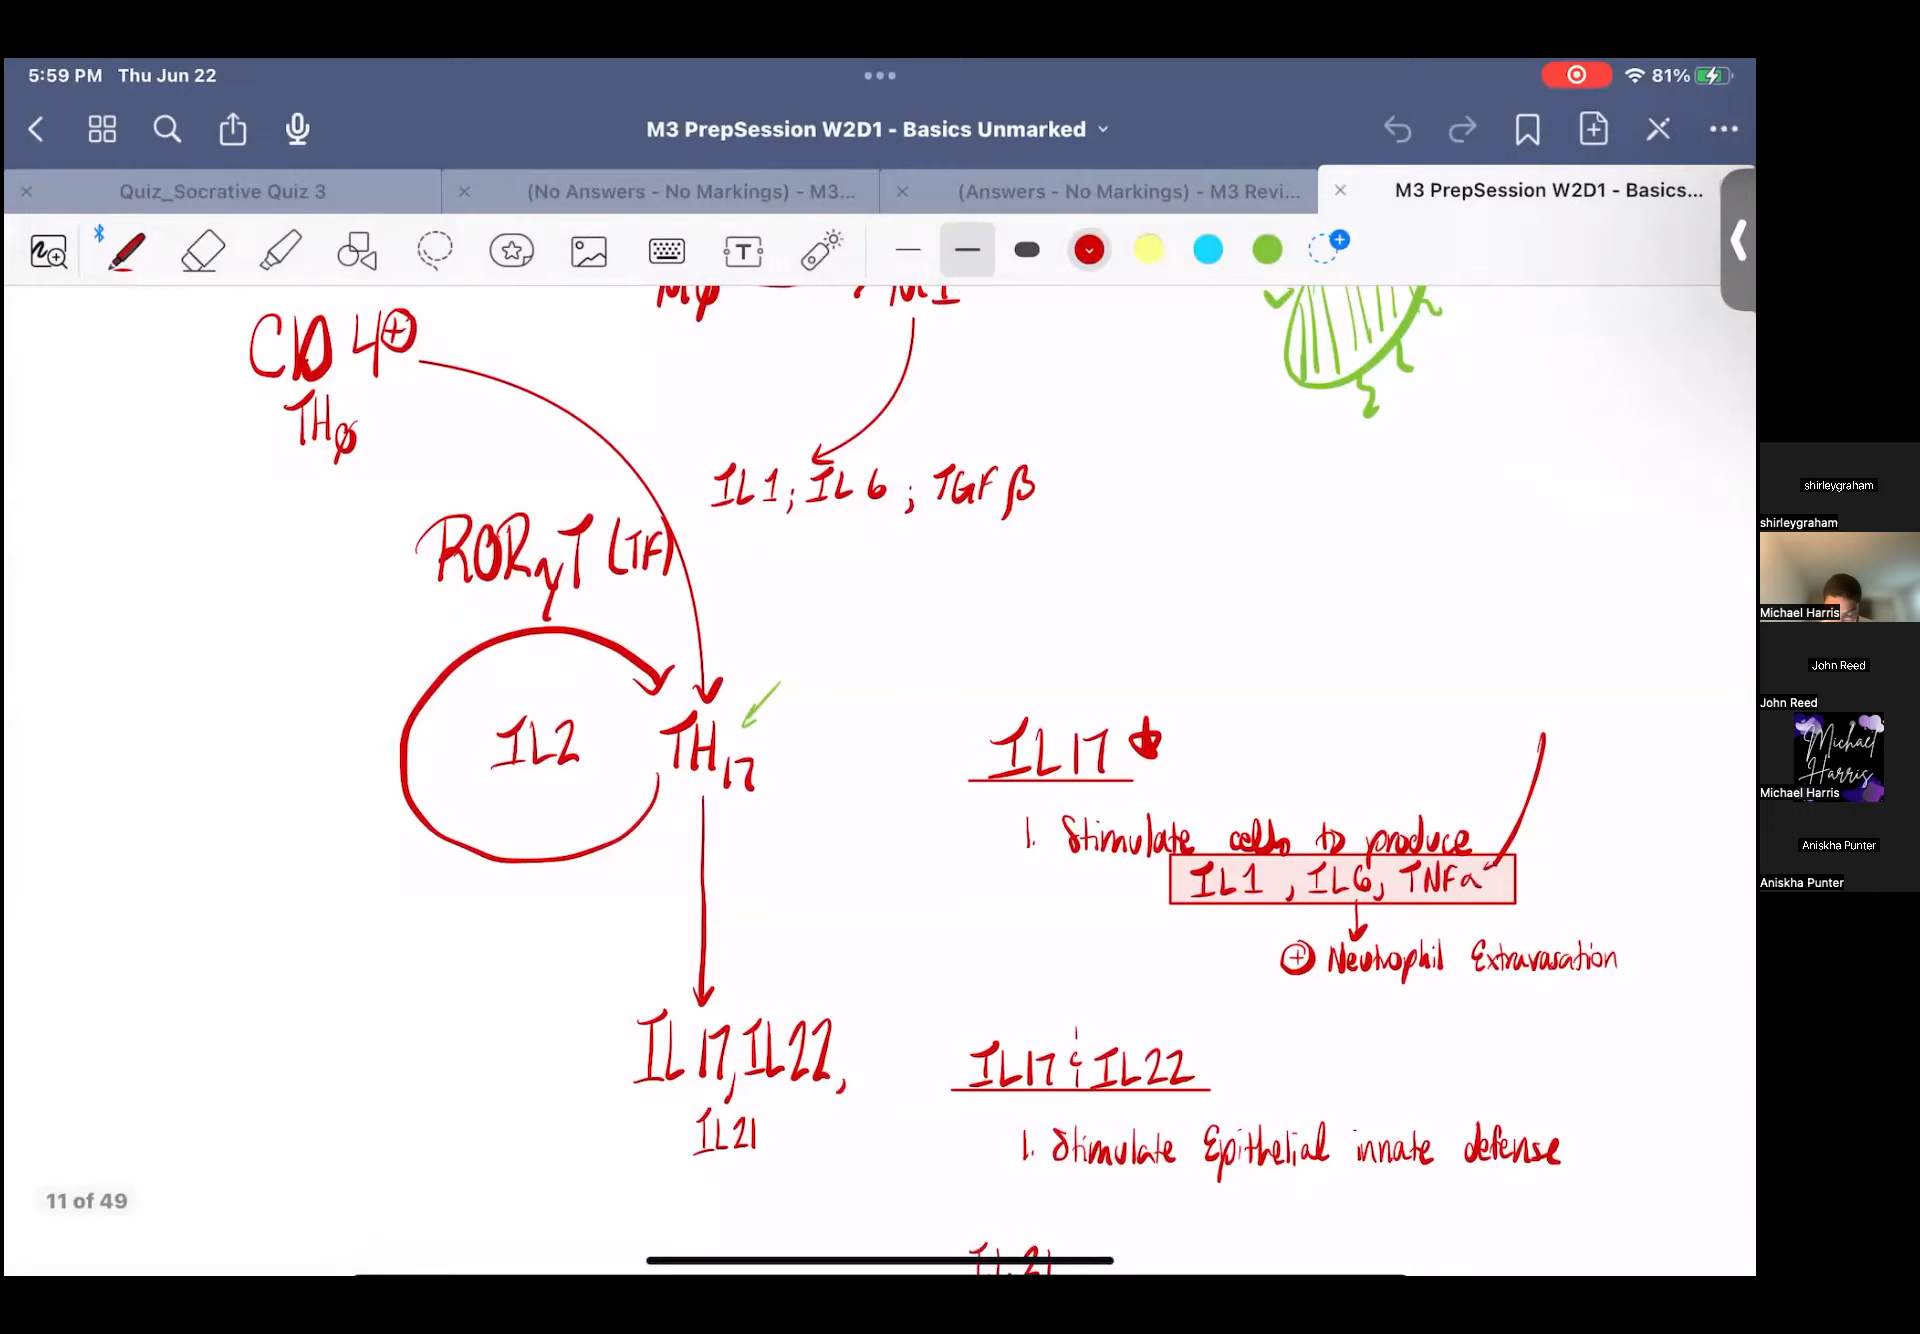 5:59 PM Thu Jun 22
81%
M3 PrepSession W2D1 - Basics Unmarked
Quiz_Socrative Quiz 3
(No Answers - No Markings) - M3...
(Answers - No Markings) - M3 Revi...
M3 PrepSession W2D1 - Basics...
Mφ M1
CD4⊕
THφ
IL1; IL6; TGFβ
RORγT (TF)
IL2
TH17
IL17
1. Stimulate cells to produce
IL1, IL6, TNFα
⊕ Neutrophil Extravasation
IL17, IL22,
IL21
IL17 & IL22
1. Stimulate Epithelial innate defense
IL21
11 of 49
shirleygraham
shirleygraham
Michael Harris
John Reed
John Reed
Michael
Harris
Michael Harris
Aniskha Punter
Aniskha Punter